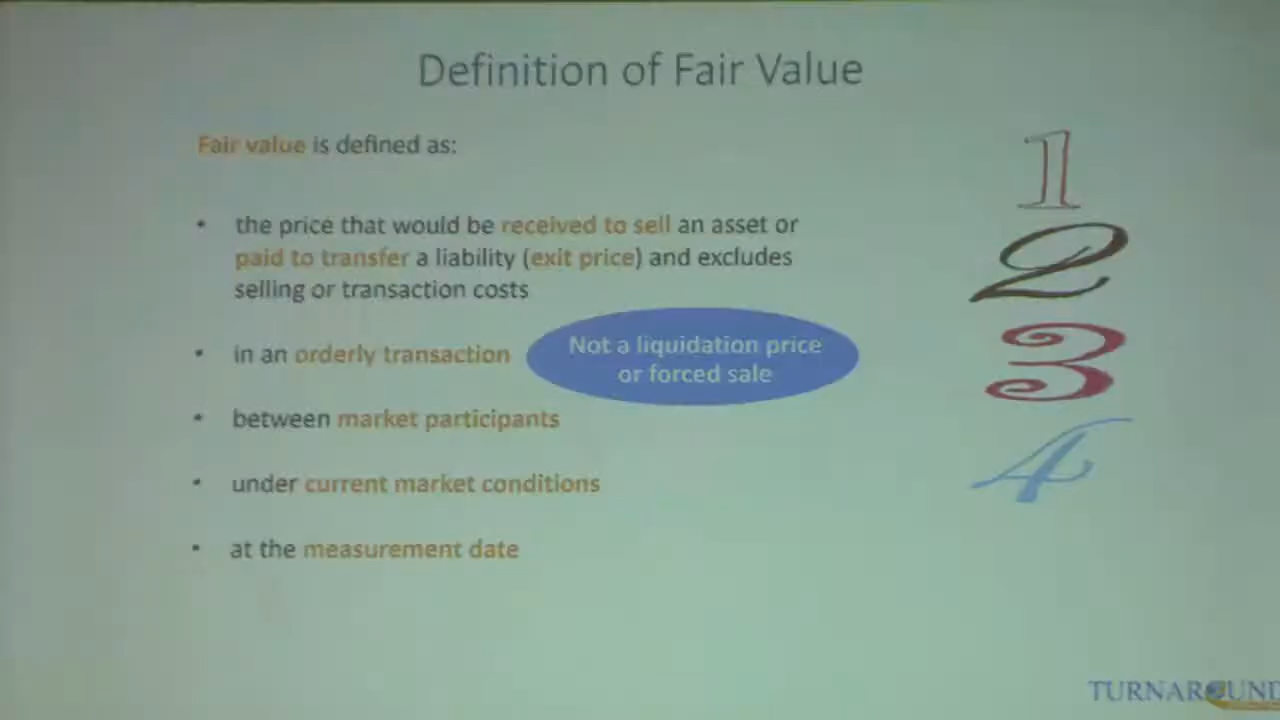 Definition of Fair Value
Fair value is defined as:
• the price that would be received to sell an asset or
paid to transfer a liability (exit price) and excludes
selling or transaction costs
• in an orderly transaction
Not a liquidation price
or forced sale
• between market participants
• under current market conditions
• at the measurement date
1
2
3
4
TURNAROUND